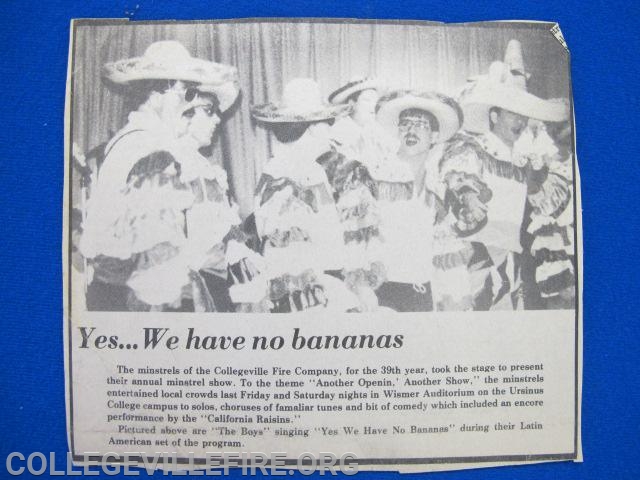 Yes...We have no bananas
The minstrels of the Collegeville Fire Company, for the 39th year, took the stage to present
their annual minstrel show. To the theme "Another Openin,' Another Show," the minstrels
entertained local crowds last Friday and Saturday nights in Wismer Auditorium on the Ursinus
College campus to solos, choruses of famaliar tunes and bit of comedy which included an encore
performance by the "California Raisins."
Pictured above are "The Boys" singing "Yes We Have No Bananas" during their Latin
American set of the program.
COLLEGEVILLEFIRE.ORG